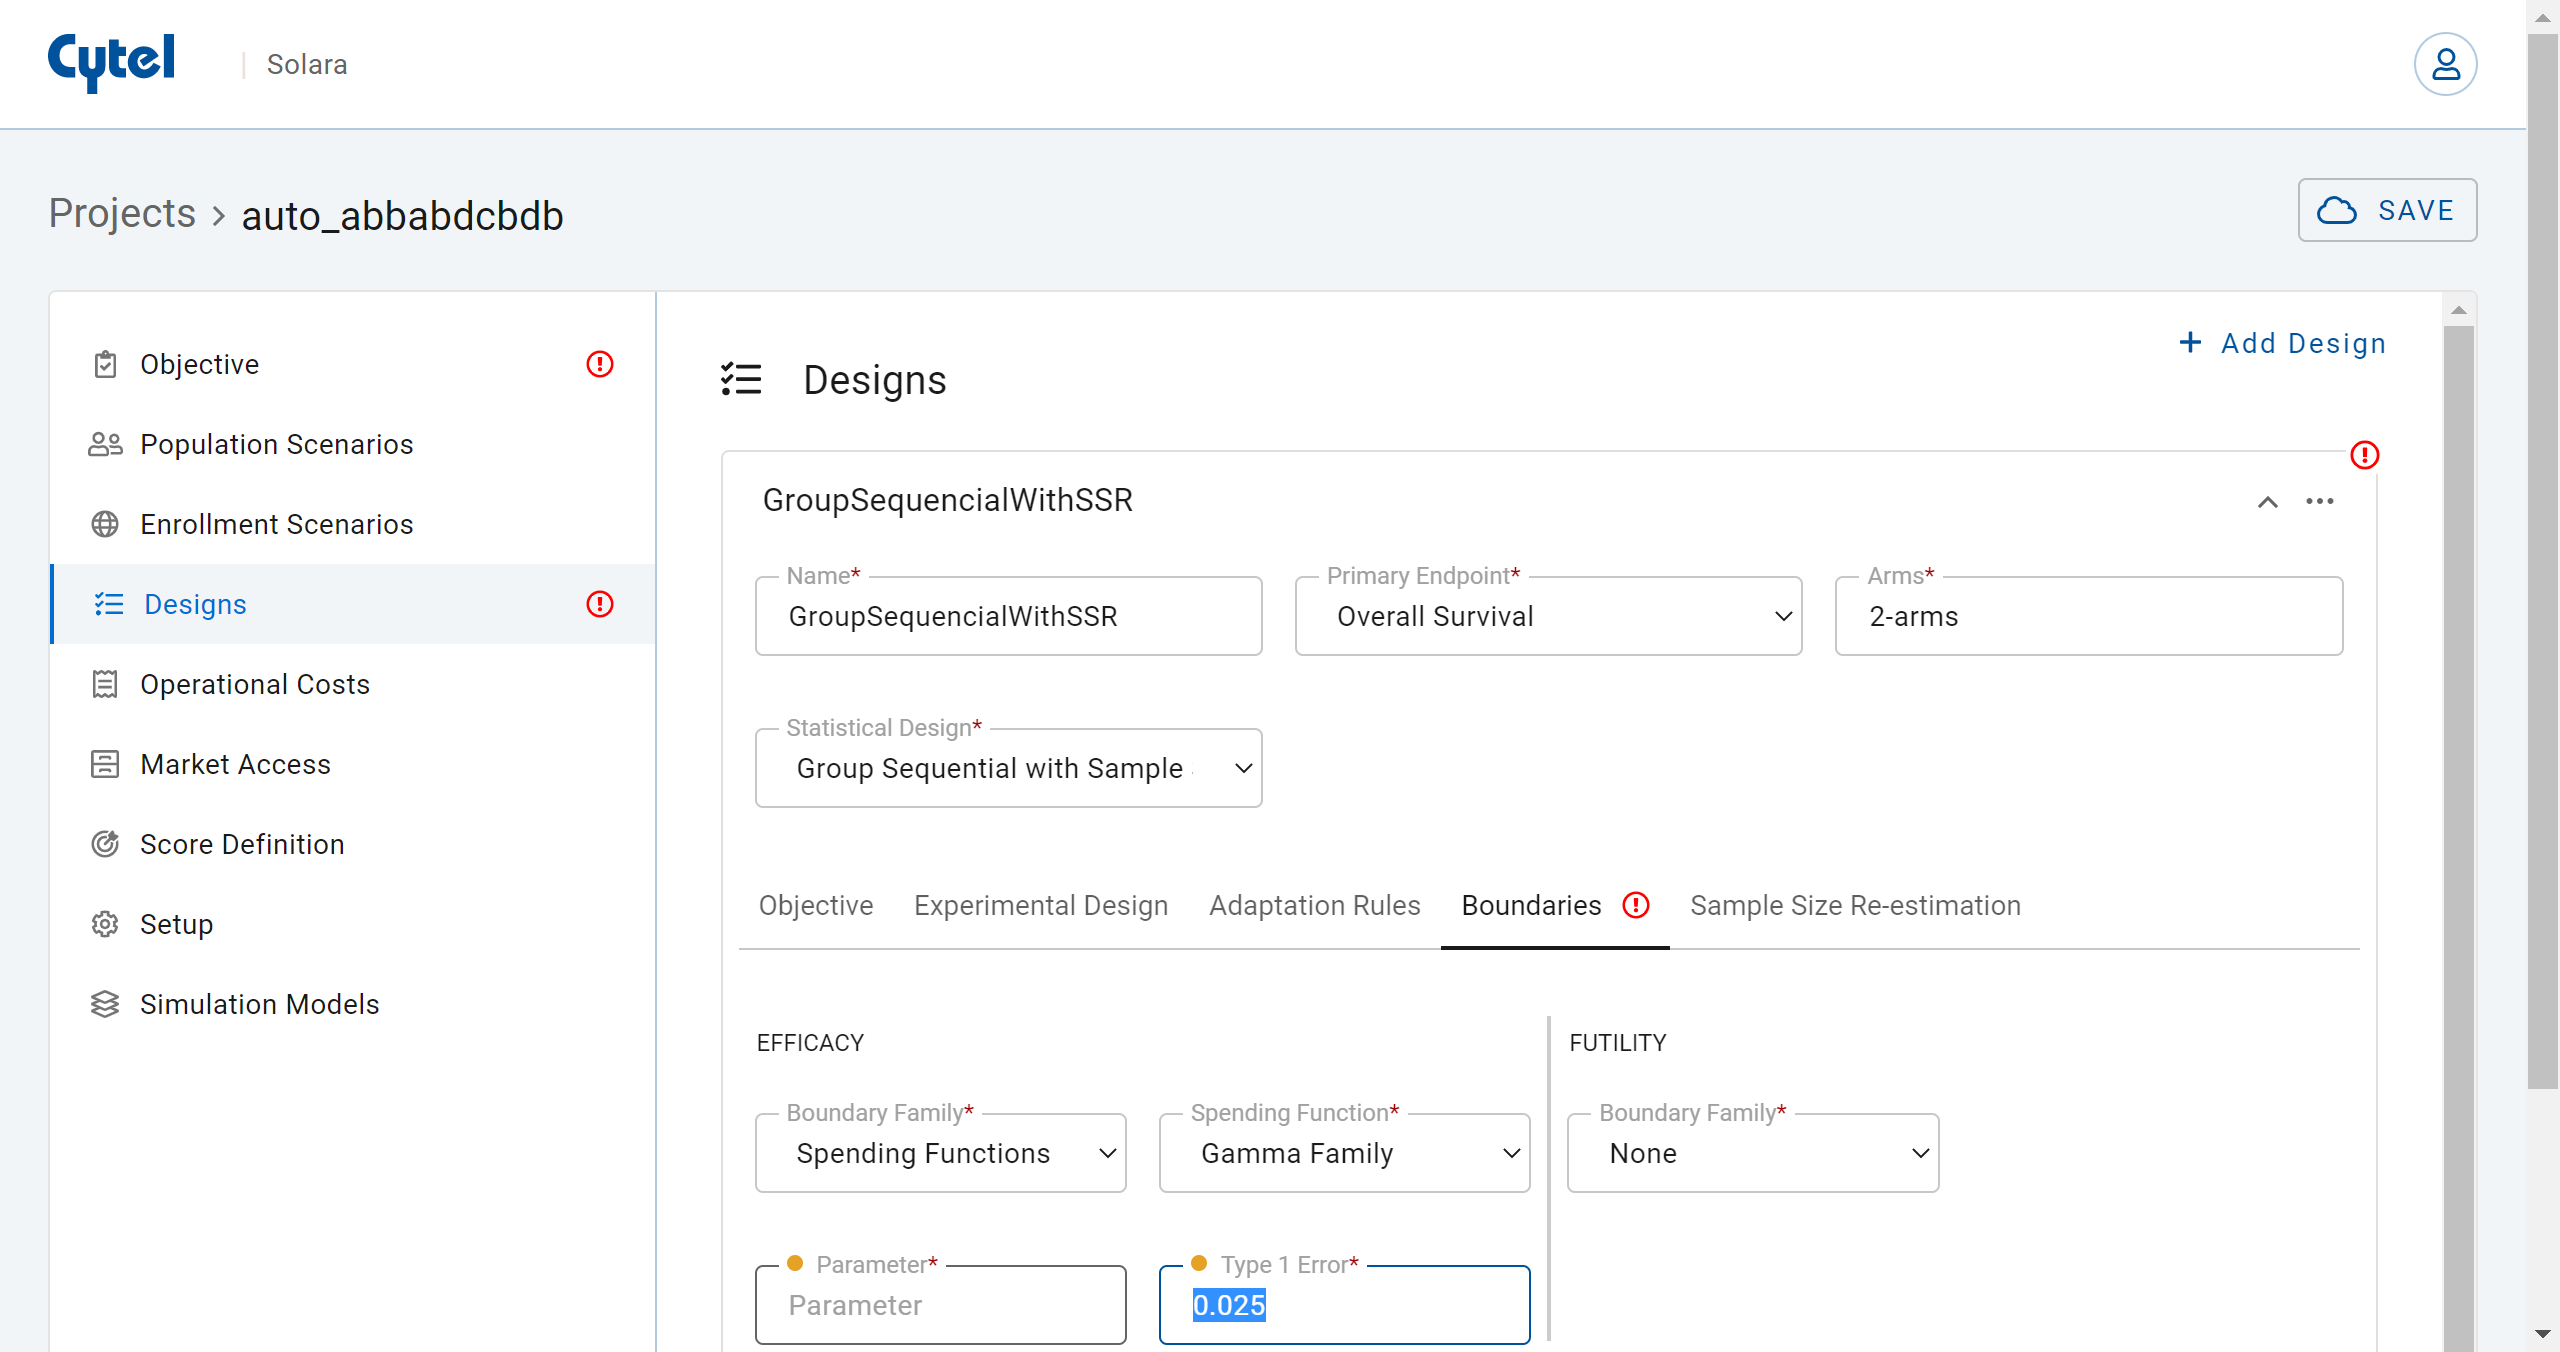 Cytel
Solara
Projects > auto_abbabdcbdb
SAVE
Objective
Population Scenarios
Enrollment Scenarios
Designs
Operational Costs
Market Access
Score Definition
Setup
Simulation Models
+ Add Design
Designs
GroupSequencialWithSSR
Name*
GroupSequencialWithSSR
Primary Endpoint*
Overall Survival
Arms*
2-arms
Statistical Design*
Group Sequential with Sample
Objective
Experimental Design
Adaptation Rules
Boundaries
Sample Size Re-estimation
EFFICACY
Boundary Family*
Spending Functions
Spending Function*
Gamma Family
Parameter*
Parameter
Type 1 Error*
0.025
FUTILITY
Boundary Family*
None